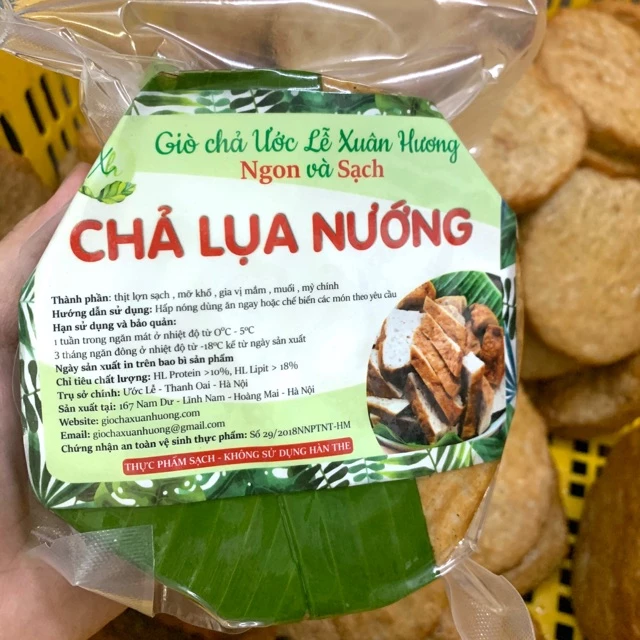 Xh
Giò chả Ước Lễ Xuân Hương
Ngon và Sạch
CHẢ LỤA NƯỚNG
Thành phần: thịt lợn sạch , mỡ khổ , gia vị mắm , muối , mỳ chính
Hướng dẫn sử dụng: Hấp nóng dùng ăn ngay hoặc chế biến các món theo yêu cầu
Hạn sử dụng và bảo quản:
1 tuần trong ngăn mát ở nhiệt độ từ 0°C - 5°C
3 tháng ngăn đông ở nhiệt độ từ -18°C kể từ ngày sản xuất
Ngày sản xuất in trên bao bì sản phẩm
Chỉ tiêu chất lượng: HL Protein >10%, HL Lipit > 18%
Trụ sở chính: Ước Lễ - Thanh Oai - Hà Nội
Sản xuất tại: 167 Nam Dư - Lĩnh Nam - Hoàng Mai - Hà Nội
Website: giochaxuanhuong.com
Email: giochaxuanhuong@gmail.com
Chứng nhận an toàn vệ sinh thực phẩm: Số 29/2018NNPTNT-HM
THỰC PHẨM SẠCH - KHÔNG SỬ DỤNG HÀN THE